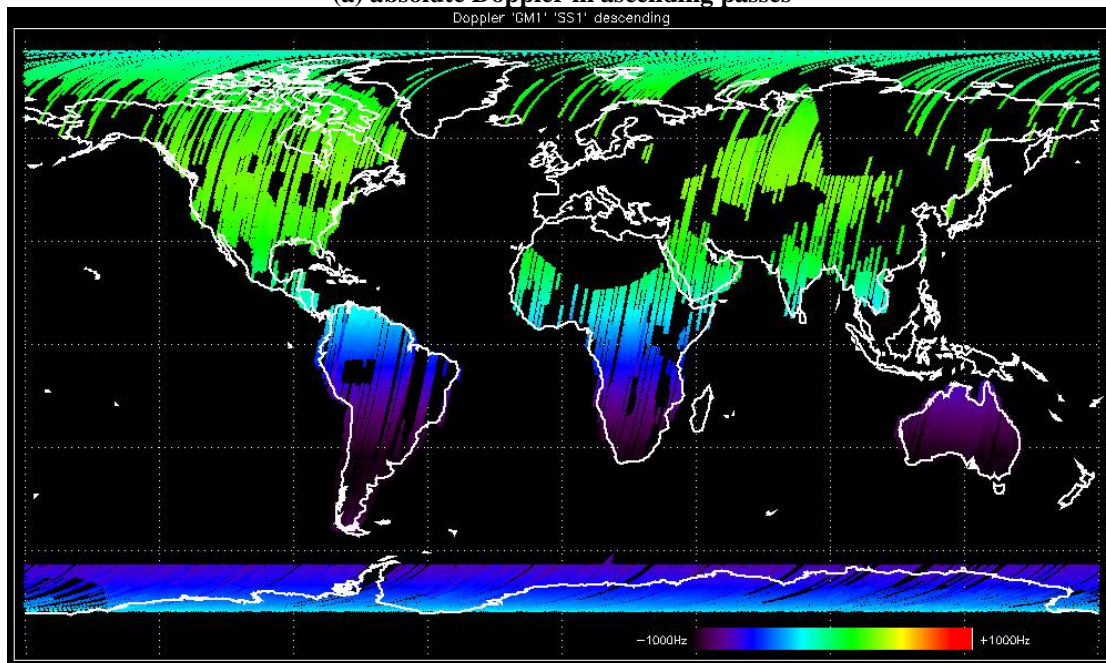 (a) absolute Doppler in ascending passes
Doppler 'GM1' 'SS1' descending
−1000Hz
+1000Hz